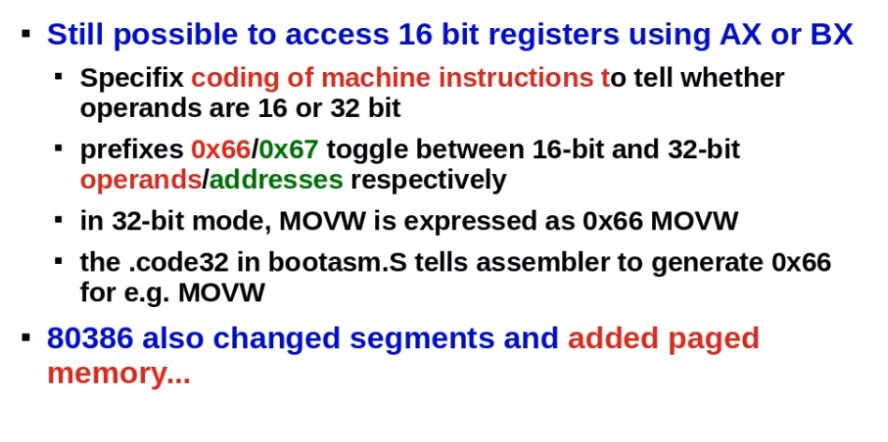 ▪ Still possible to access 16 bit registers using AX or BX
▪ Specifix coding of machine instructions to tell whether
operands are 16 or 32 bit
▪ prefixes 0x66/0x67 toggle between 16-bit and 32-bit
operands/addresses respectively
▪ in 32-bit mode, MOVW is expressed as 0x66 MOVW
▪ the .code32 in bootasm.S tells assembler to generate 0x66
for e.g. MOVW
▪ 80386 also changed segments and added paged
memory...